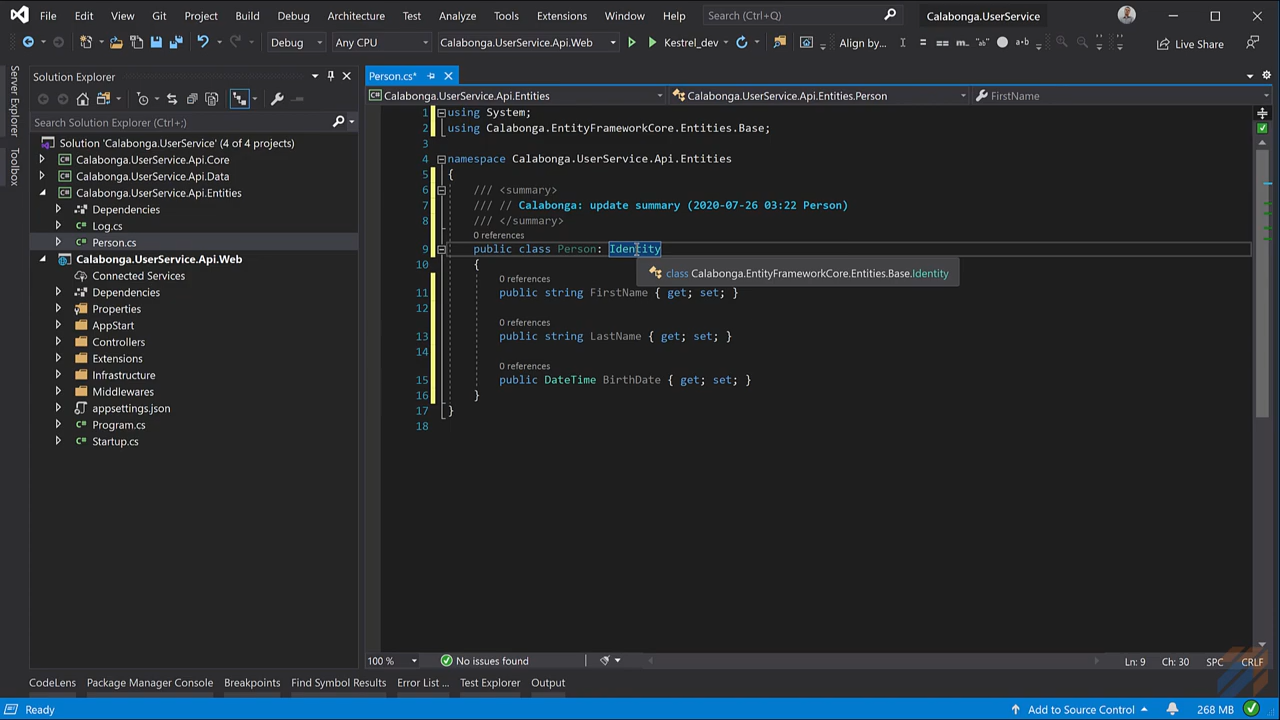 File Edit View Git Project Build Debug Architecture Test Analyze Tools Extensions Window Help Search (Ctrl+Q) Calabonga.UserService
Debug Any CPU Calabonga.UserService.Api.Web Kestrel_dev Align by... Live Share
Server Explorer
Toolbox
Solution Explorer
Search Solution Explorer (Ctrl+;)
Solution 'Calabonga.UserService' (4 of 4 projects)
Calabonga.UserService.Api.Core
Calabonga.UserService.Api.Data
Calabonga.UserService.Api.Entities
Dependencies
Log.cs
Person.cs
Calabonga.UserService.Api.Web
Connected Services
Dependencies
Properties
AppStart
Controllers
Extensions
Infrastructure
Middlewares
appsettings.json
Program.cs
Startup.cs
Person.cs*
Calabonga.UserService.Api.Entities Calabonga.UserService.Api.Entities.Person FirstName
1 using System;
2 using Calabonga.EntityFrameworkCore.Entities.Base;
3
4 namespace Calabonga.UserService.Api.Entities
5 {
6 /// <summary>
7 /// // Calabonga: update summary (2020-07-26 03:22 Person)
8 /// </summary>
0 references
9 public class Person: Identity
10 {
class Calabonga.EntityFrameworkCore.Entities.Base.Identity
0 references
11 public string FirstName { get; set; }
12
0 references
13 public string LastName { get; set; }
14
0 references
15 public DateTime BirthDate { get; set; }
16 }
17 }
18
100 % No issues found Ln: 9 Ch: 30 SPC CRLF
CodeLens Package Manager Console Breakpoints Find Symbol Results Error List ... Test Explorer Output
Ready Add to Source Control 268 MB